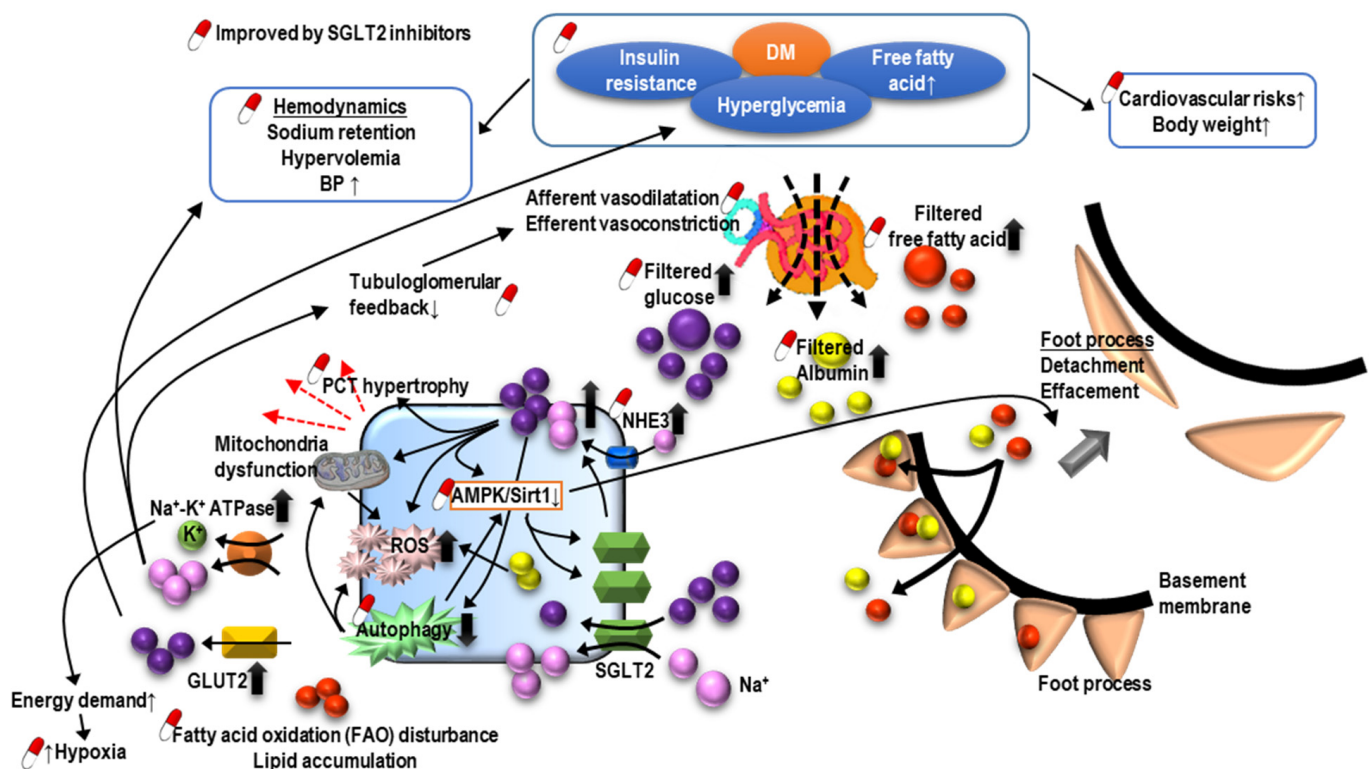 Improved by SGLT2 inhibitors
DM
Insulin
resistance
Free fatty
acid↑
Hyperglycemia
Hemodynamics
Sodium retention
Hypervolemia
BP ↑
Cardiovascular risks↑
Body weight↑
Afferent vasodilatation
Efferent vasoconstriction
Filtered
free fatty acid
Tubuloglomerular
feedback↓
Filtered
glucose
Filtered
Albumin
Foot process
Detachment
Effacement
PCT hypertrophy
NHE3
Mitochondria
dysfunction
AMPK/Sirt1↓
Na⁺-K⁺ ATPase
K⁺
ROS
Autophagy
Basement
membrane
SGLT2
Na⁺
GLUT2
Foot process
Energy demand↑
Fatty acid oxidation (FAO) disturbance
Lipid accumulation
↑Hypoxia